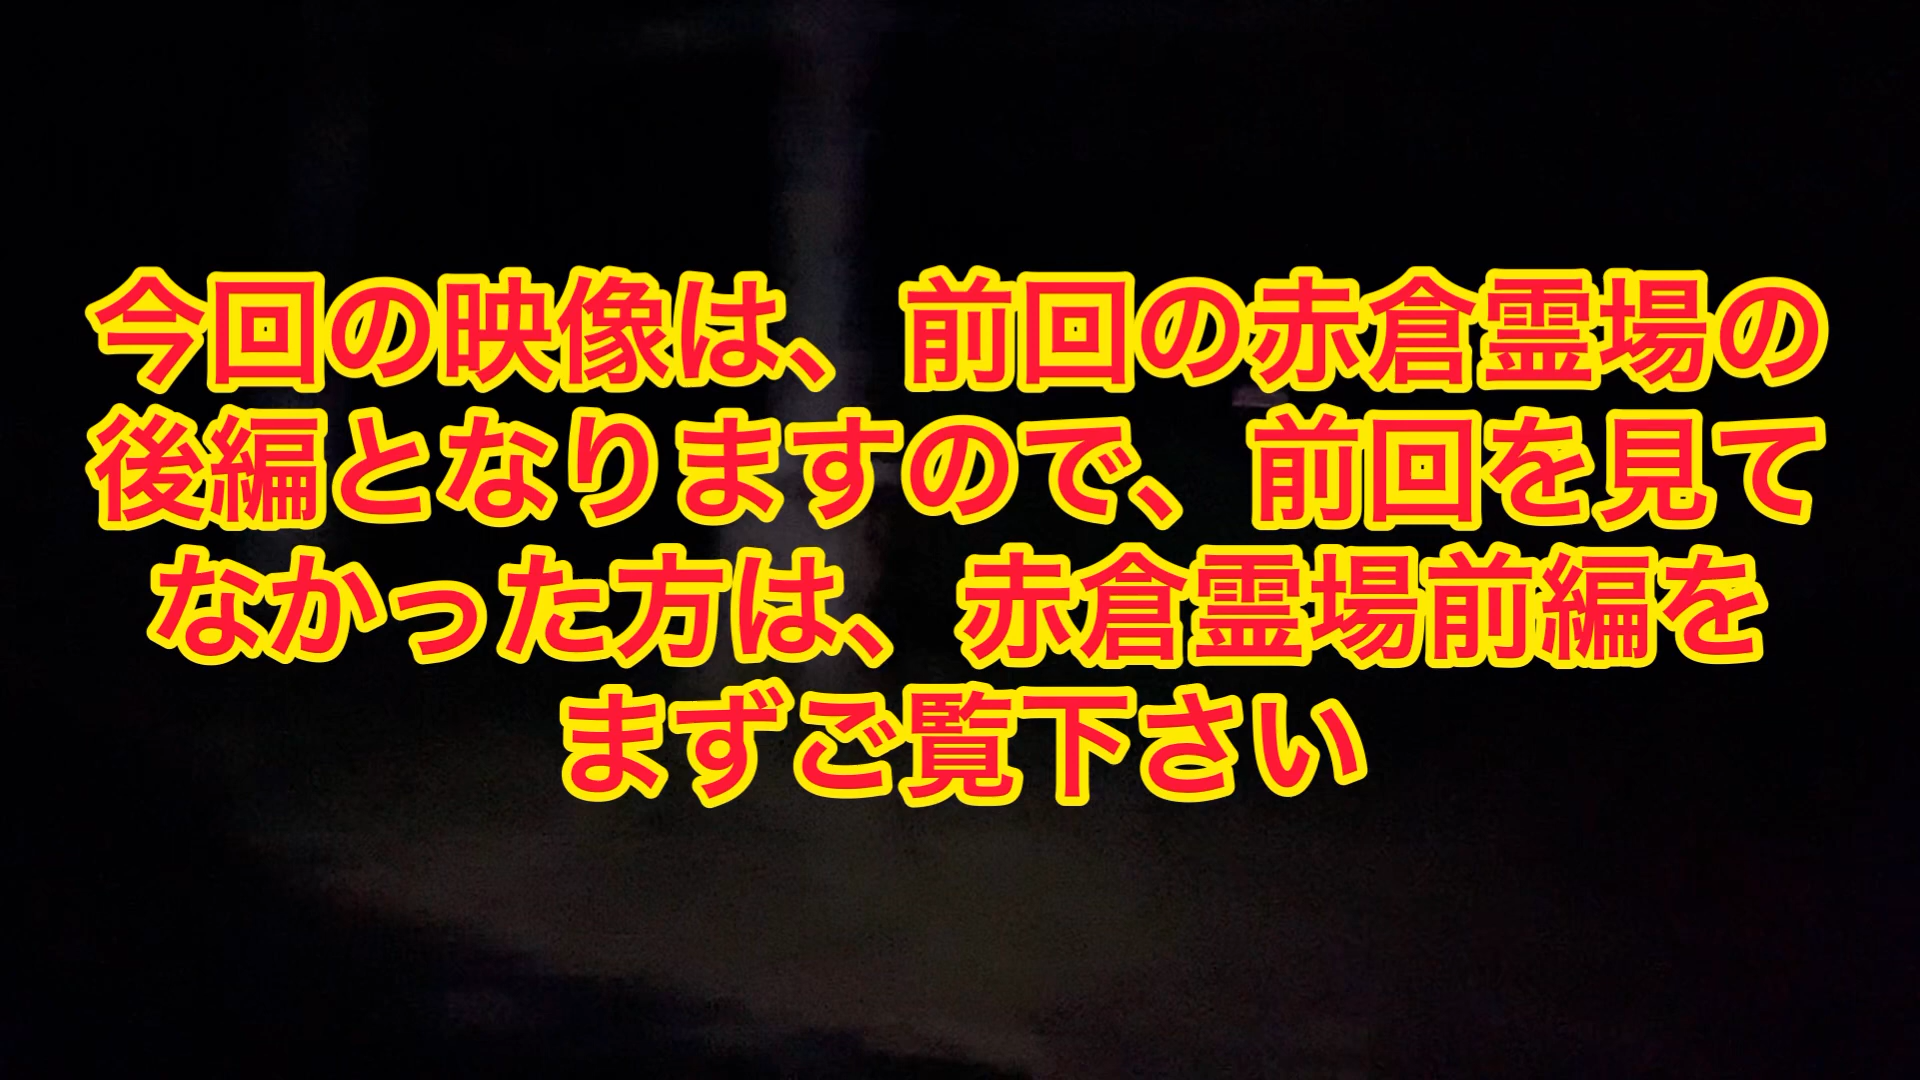 今回の映像は、前回の赤倉霊場の
後編となりますので、前回を見て
なかった方は、赤倉霊場前編を
まずご覧下さい